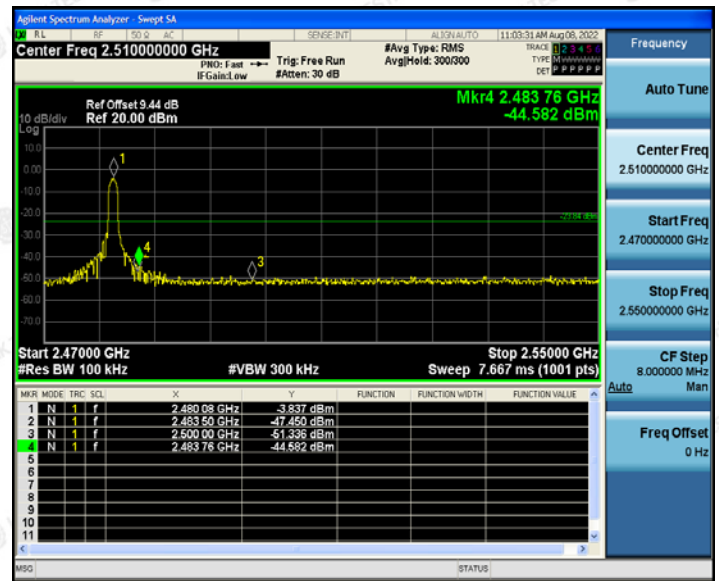 Agilent Spectrum Analyzer - Swept SA
RL RF 50 Ω AC SENSE:INT ALIGNAUTO 11:03:31 AM Aug 08, 2022
Center Freq 2.510000000 GHz #Avg Type: RMS TRACE 1 2 3 4 5 6
PNO: Fast Trig: Free Run Avg|Hold: 300/300 TYPE MWWWWW
IFGain:Low #Atten: 30 dB DET P P P P P P
Mkr4 2.483 76 GHz
-44.582 dBm
Ref Offset 9.44 dB
10 dB/div Ref 20.00 dBm
Log
10.0
0.00
-10.0
-20.0
-30.0
-40.0
-50.0
-60.0
-70.0
1
4
3
-23.84 dBm
Start 2.47000 GHz Stop 2.55000 GHz
#Res BW 100 kHz #VBW 300 kHz Sweep 7.667 ms (1001 pts)
MKR MODE TRC SCL X Y FUNCTION FUNCTION WIDTH FUNCTION VALUE
1 N 1 f 2.480 08 GHz -3.837 dBm
2 N 1 f 2.483 50 GHz -47.450 dBm
3 N 1 f 2.500 00 GHz -51.336 dBm
4 N 1 f 2.483 76 GHz -44.582 dBm
5
6
7
8
9
10
11
MSG STATUS
Frequency
Auto Tune
Center Freq
2.510000000 GHz
Start Freq
2.470000000 GHz
Stop Freq
2.550000000 GHz
CF Step
8.000000 MHz
Auto Man
Freq Offset
0 Hz